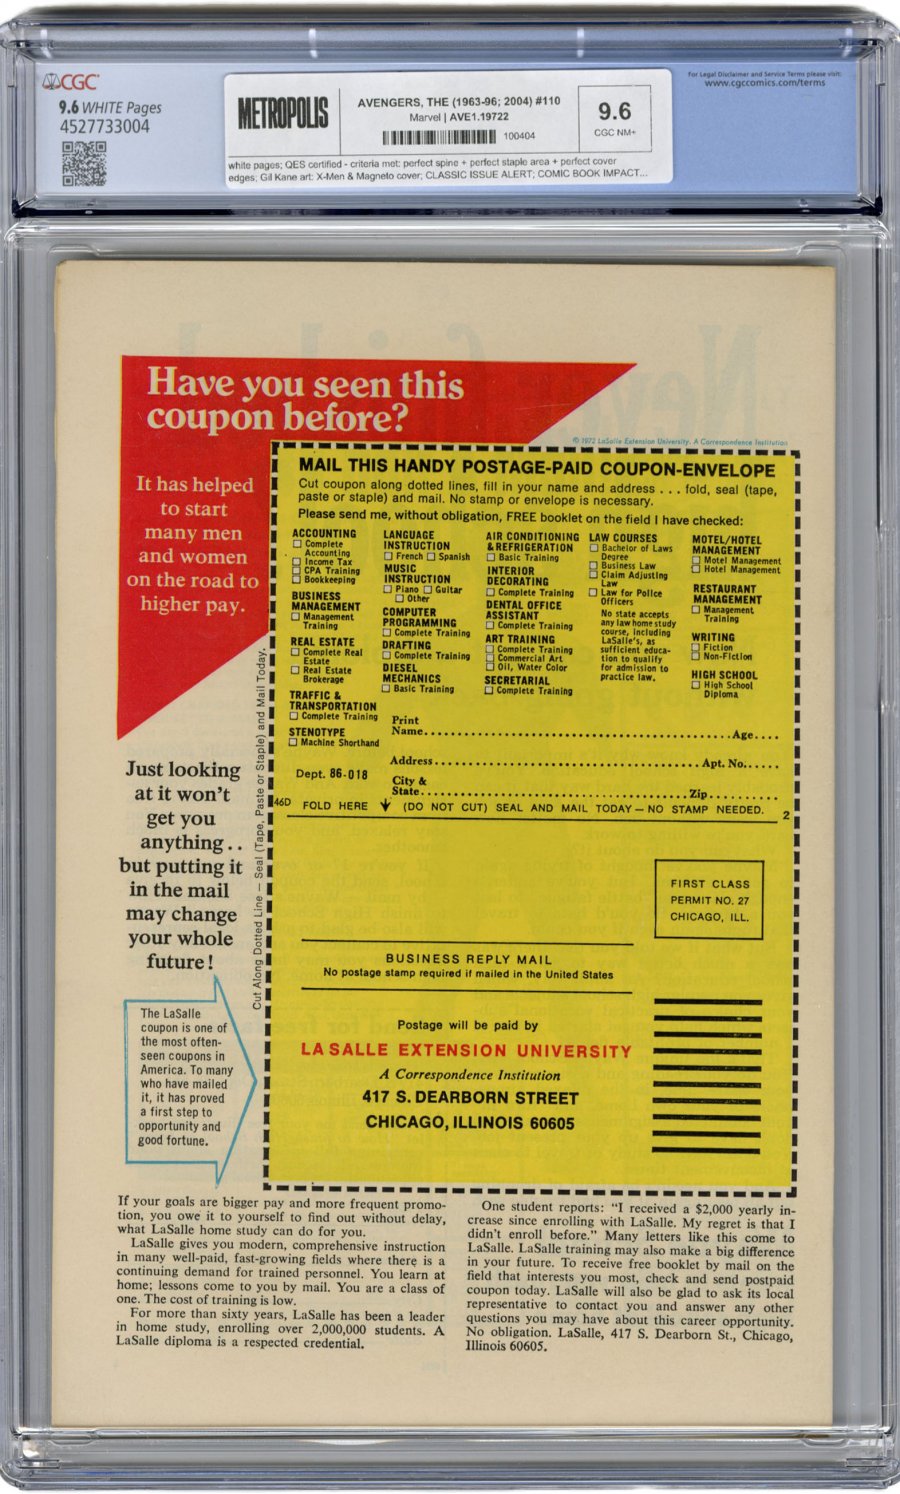 CGC
9.6 WHITE Pages
4527733004
METROPOLIS
AVENGERS, THE (1963-96; 2004) #110
Marvel | AVE1.19722
100404
9.6
CGC NM+
white pages; QES certified - criteria met: perfect spine + perfect staple area + perfect cover
edges; Gil Kane art: X-Men & Magneto cover; CLASSIC ISSUE ALERT; COMIC BOOK IMPACT...
For Legal Disclaimer and Service Terms please visit:
www.cgccomics.com/terms
Have you seen this
coupon before?
© 1972 LaSalle Extension University. A Correspondence Institution
It has helped
to start
many men
and women
on the road to
higher pay.
MAIL THIS HANDY POSTAGE-PAID COUPON-ENVELOPE
Cut coupon along dotted lines, fill in your name and address . . . fold, seal (tape,
paste or staple) and mail. No stamp or envelope is necessary.
Please send me, without obligation, FREE booklet on the field I have checked:
ACCOUNTING
☐ Complete
Accounting
☐ Income Tax
☐ CPA Training
☐ Bookkeeping
BUSINESS
MANAGEMENT
☐ Management
Training
REAL ESTATE
☐ Complete Real
Estate
☐ Real Estate
Brokerage
TRAFFIC &
TRANSPORTATION
☐ Complete Training
STENOTYPE
☐ Machine Shorthand
LANGUAGE
INSTRUCTION
☐ French ☐ Spanish
MUSIC
INSTRUCTION
☐ Piano ☐ Guitar
☐ Other
COMPUTER
PROGRAMMING
☐ Complete Training
DRAFTING
☐ Complete Training
DIESEL
MECHANICS
☐ Basic Training
AIR CONDITIONING
& REFRIGERATION
☐ Basic Training
INTERIOR
DECORATING
☐ Complete Training
DENTAL OFFICE
ASSISTANT
☐ Complete Training
ART TRAINING
☐ Complete Training
☐ Commercial Art
☐ Oil, Water Color
SECRETARIAL
☐ Complete Training
LAW COURSES
☐ Bachelor of Laws
Degree
☐ Business Law
☐ Claim Adjusting
Law
☐ Law for Police
Officers
No state accepts
any law home study
course, including
LaSalle's, as
sufficient educa-
tion to qualify
for admission to
practice law.
MOTEL/HOTEL
MANAGEMENT
☐ Motel Management
☐ Hotel Management
RESTAURANT
MANAGEMENT
☐ Management
Training
WRITING
☐ Fiction
☐ Non-Fiction
HIGH SCHOOL
☐ High School
Diploma
Print
Name.......... Age....
Address.......... Apt. No......
Dept. 86-018
City &
State.......... Zip..........
46D FOLD HERE (DO NOT CUT) SEAL AND MAIL TODAY — NO STAMP NEEDED. 2
Cut Along Dotted Line — Seal (Tape, Paste or Staple) and Mail Today.
Just looking
at it won't
get you
anything . .
but putting it
in the mail
may change
your whole
future!
The LaSalle
coupon is one of
the most often-
seen coupons in
America. To many
who have mailed
it, it has proved
a first step to
opportunity and
good fortune.
FIRST CLASS
PERMIT NO. 27
CHICAGO, ILL.
BUSINESS REPLY MAIL
No postage stamp required if mailed in the United States
Postage will be paid by
LA SALLE EXTENSION UNIVERSITY
A Correspondence Institution
417 S. DEARBORN STREET
CHICAGO, ILLINOIS 60605
If your goals are bigger pay and more frequent promo-
tion, you owe it to yourself to find out without delay,
what LaSalle home study can do for you.
LaSalle gives you modern, comprehensive instruction
in many well-paid, fast-growing fields where there is a
continuing demand for trained personnel. You learn at
home; lessons come to you by mail. You are a class of
one. The cost of training is low.
For more than sixty years, LaSalle has been a leader
in home study, enrolling over 2,000,000 students. A
LaSalle diploma is a respected credential.
One student reports: "I received a $2,000 yearly in-
crease since enrolling with LaSalle. My regret is that I
didn't enroll before." Many letters like this come to
LaSalle. LaSalle training may also make a big difference
in your future. To receive free booklet by mail on the
field that interests you most, check and send postpaid
coupon today. LaSalle will also be glad to ask its local
representative to contact you and answer any other
questions you may have about this career opportunity.
No obligation. LaSalle, 417 S. Dearborn St., Chicago,
Illinois 60605.